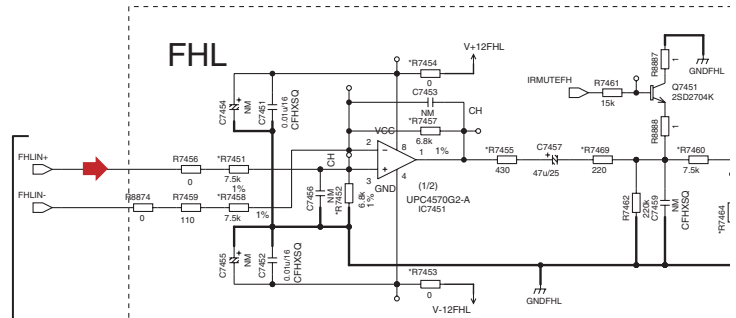 FHL
V+12FHL
*R7454
0
C7453
NM
CH
*R7457
6.8k
1%
C7454
NM
C7451
0.01u/16
CFHXSQ
VCC
CH
2
8
3
4
1
GND
(1/2)
UPC4570G2-A
IC7451
FHLIN+
R7456
0
*R7451
7.5k
1%
FHLIN-
R8874
0
R7459
110
*R7458
7.5k
1%
C7456
NM
*R7452
6.8k
1%
C7455
NM
C7452
0.01u/16
CFHXSQ
*R7453
0
V-12FHL
*R7455
430
C7457
47u/25
*R7469
220
IRMUTEFH
R7461
15k
R8887
1
GNDFHL
Q7451
2SD2704K
R8888
1
*R7460
7.5k
R7462
220k
C7459
NM
CFHXSQ
*R7464
GNDFHL